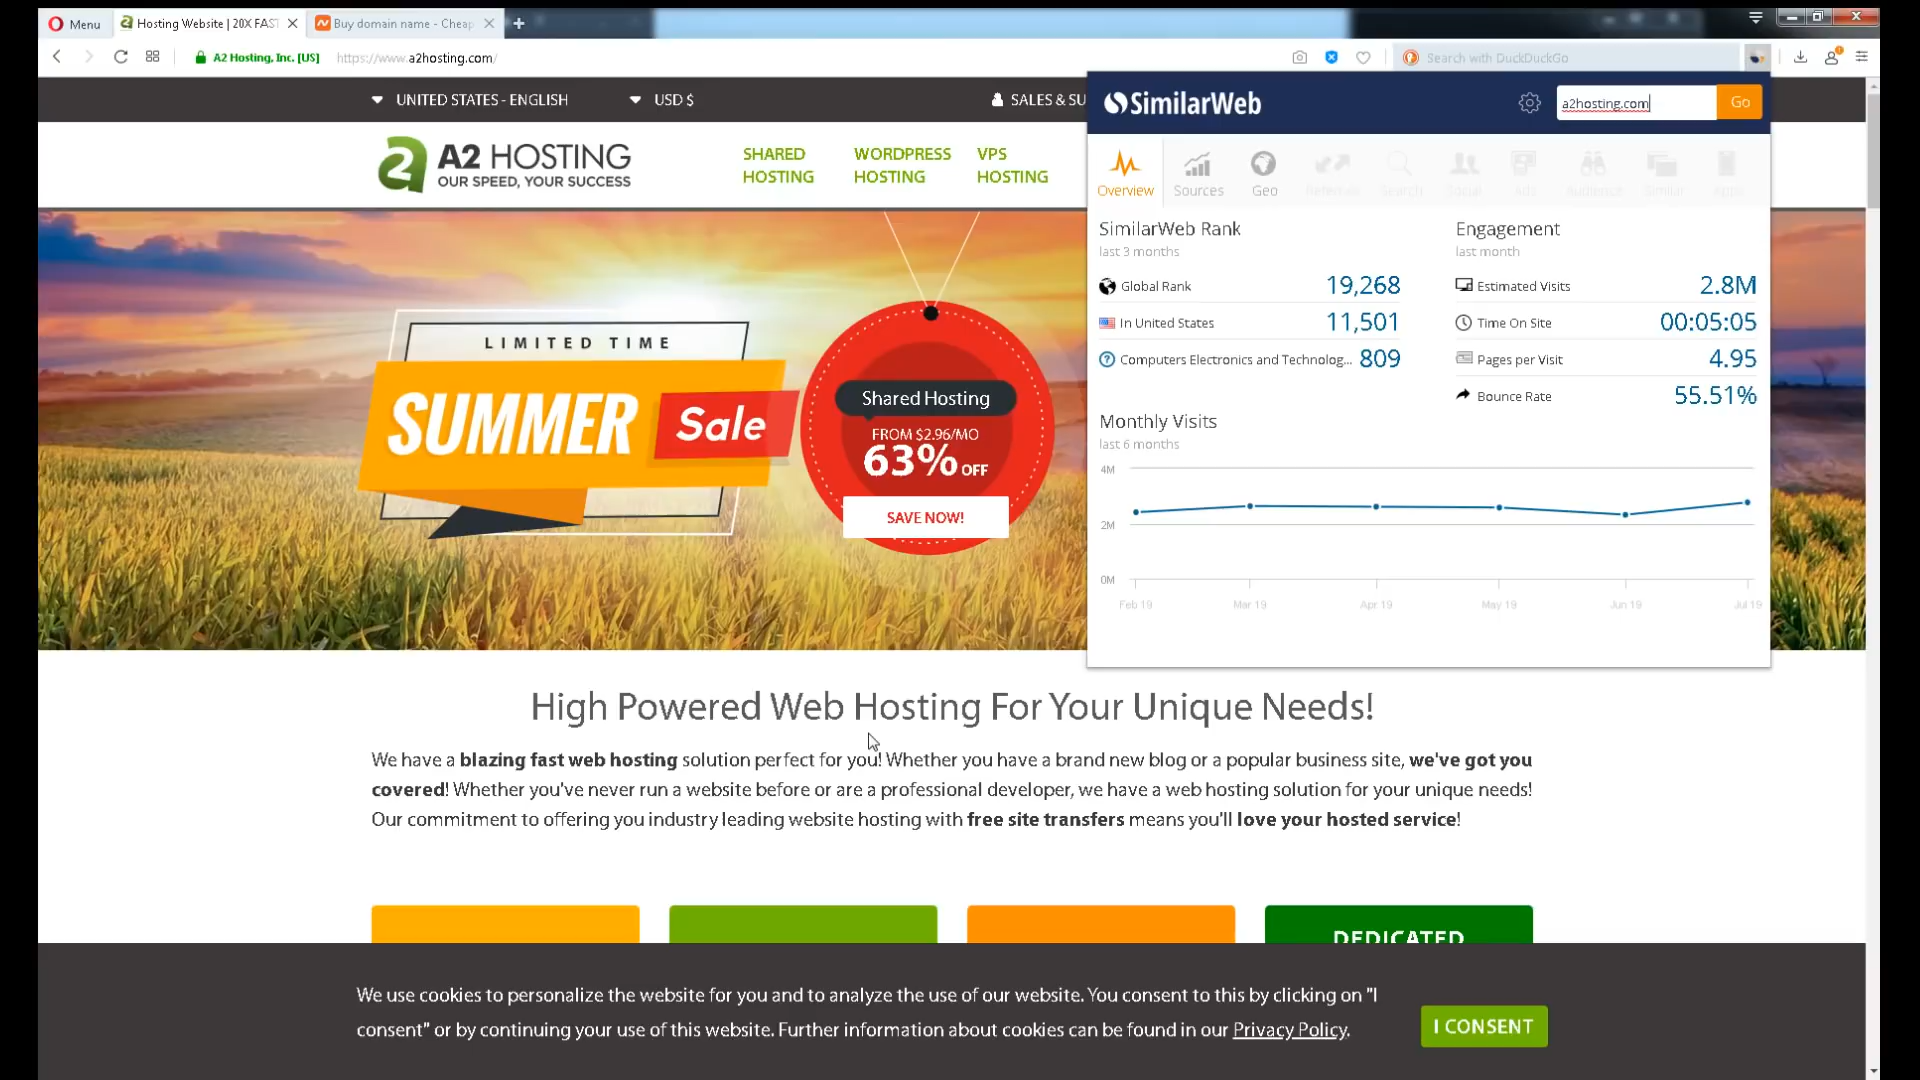 Menu
Hosting Website | 20X FAS
Buy domain name - Cheap
A2 Hosting, Inc. [US]
https://www.a2hosting.com/
Search with DuckDuckGo
UNITED STATES - ENGLISH
USD $
SALES & SU
A2 HOSTING
OUR SPEED, YOUR SUCCESS
SHARED
HOSTING
WORDPRESS
HOSTING
VPS
HOSTING
SimilarWeb
a2hosting.com
Go
Overview
Sources
Geo
Referrals
Search
Social
Ads
Audience
Similar
Apps
SimilarWeb Rank
last 3 months
Global Rank
19,268
In United States
11,501
Computers Electronics and Technolog...
809
Engagement
last month
Estimated Visits
2.8M
Time On Site
00:05:05
Pages per Visit
4.95
Bounce Rate
55.51%
Monthly Visits
last 6 months
4M
2M
0M
Feb 19
Mar 19
Apr 19
May 19
Jun 19
Jul 19
LIMITED TIME
SUMMER
Sale
Shared Hosting
FROM $2.96/MO
63% OFF
SAVE NOW!
High Powered Web Hosting For Your Unique Needs!
We have a blazing fast web hosting solution perfect for you! Whether you have a brand new blog or a popular business site, we've got you
covered! Whether you've never run a website before or are a professional developer, we have a web hosting solution for your unique needs!
Our commitment to offering you industry leading website hosting with free site transfers means you'll love your hosted service!
DEDICATED
We use cookies to personalize the website for you and to analyze the use of our website. You consent to this by clicking on "I
consent" or by continuing your use of this website. Further information about cookies can be found in our Privacy Policy.
I CONSENT